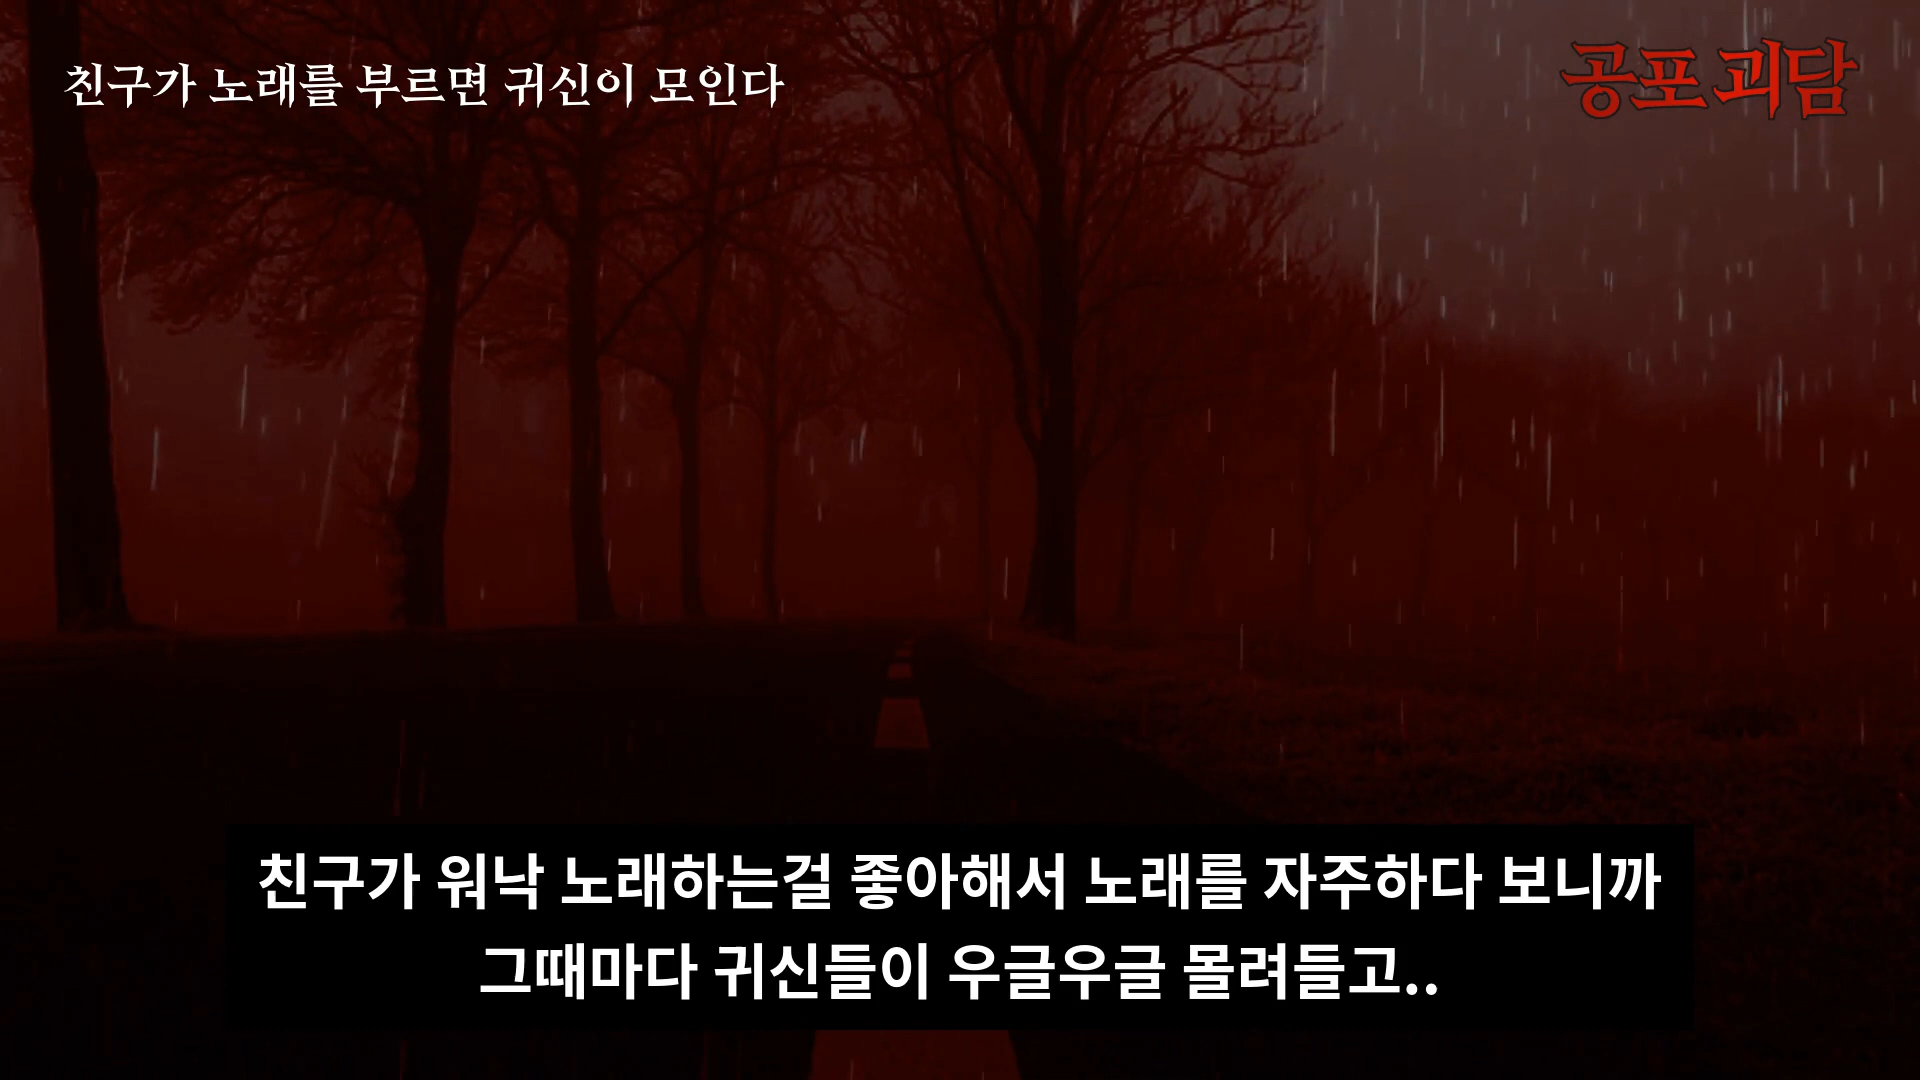 친구가 노래를 부르면 귀신이 모인다
공포괴담
친구가 워낙 노래하는걸 좋아해서 노래를 자주하다 보니까
그때마다 귀신들이 우글우글 몰려들고..